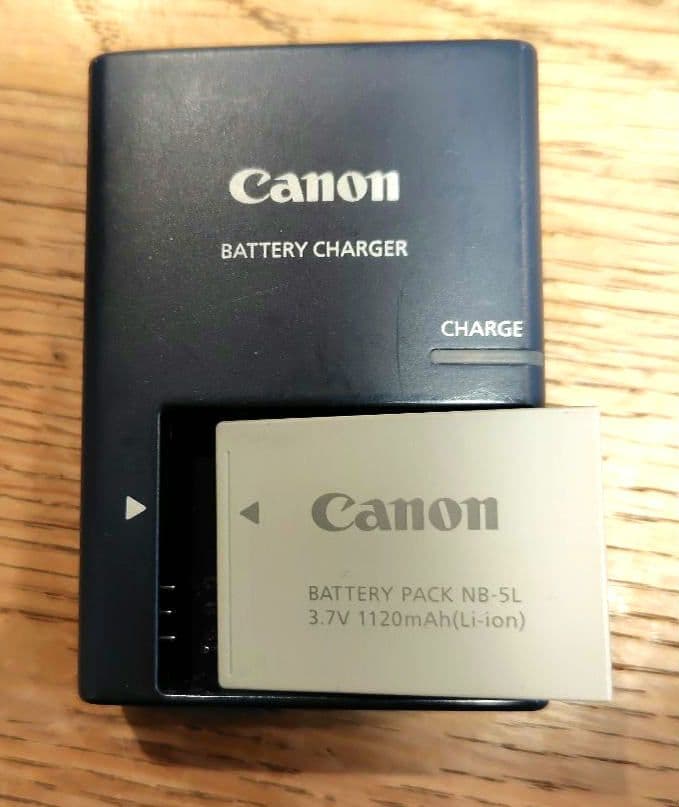 Canon
BATTERY CHARGER
CHARGE
Canon
BATTERY PACK NB-5L
3.7V 1120mAh(Li-ion)